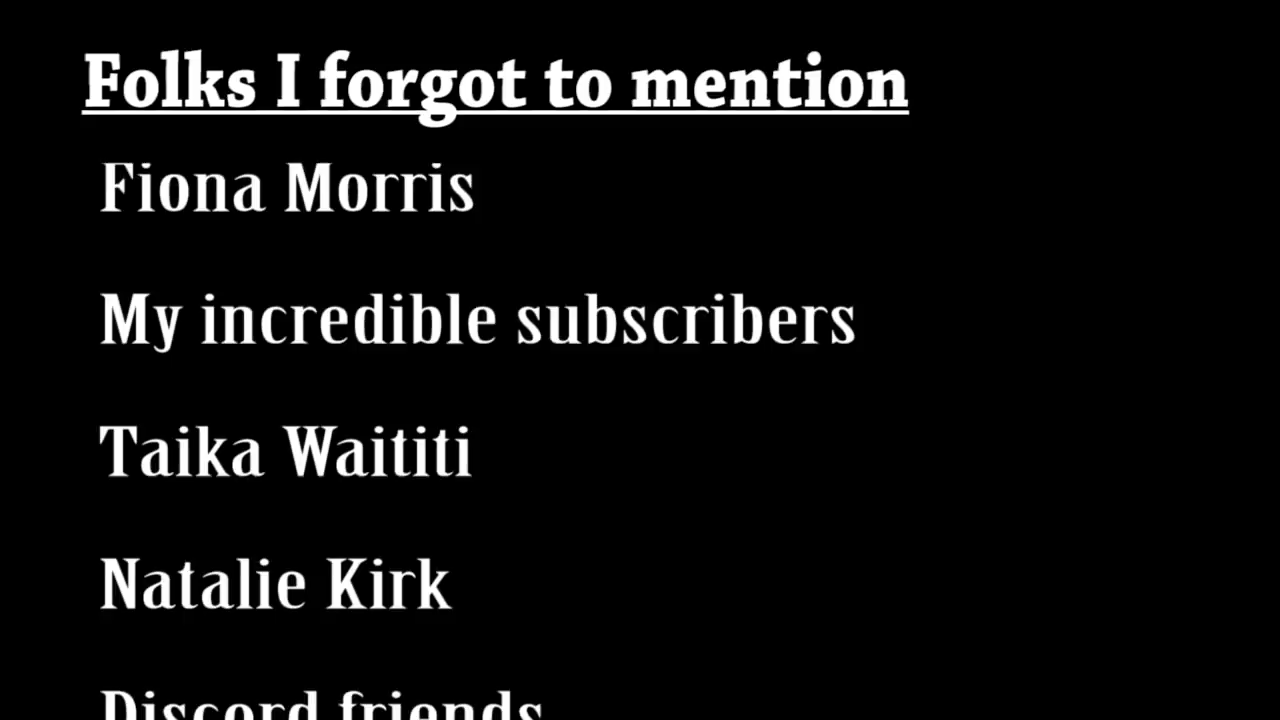 Folks I forgot to mention
Fiona Morris
My incredible subscribers
Taika Waititi
Natalie Kirk
Discord friends